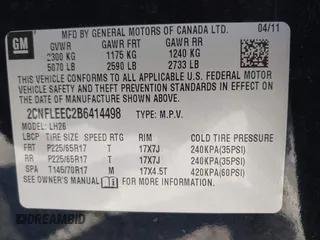 GM
MFD BY GENERAL MOTORS OF CANADA LTD. 04/11
GVWR GAWR FRT GAWR RR
2300 KG 1175 KG 1240 KG
5070 LB 2590 LB 2733 LB
THIS VEHICLE CONFORMS TO ALL APPLICABLE U.S. FEDERAL MOTOR
VEHICLE SAFETY AND THEFT PREVENTION STANDARDS IN EFFECT ON THE
DATE OF MANUFACTURE SHOWN ABOVE.
2CNFLEEC2B6414498 TYPE: M.P.V.
MODEL: LH26
LBCP TIRE SIZE SPEED RTG RIM COLD TIRE PRESSURE
FRT P225/65R17 T 17X7J 240KPA(35PSI)
RR P225/65R17 T 17X7J 240KPA(35PSI)
SPA T145/70R17 M 17X4.5T 420KPA(60PSI)
SEE OWNER'S MANUAL FOR ADDITIONAL INFORMATION
DREAMBID